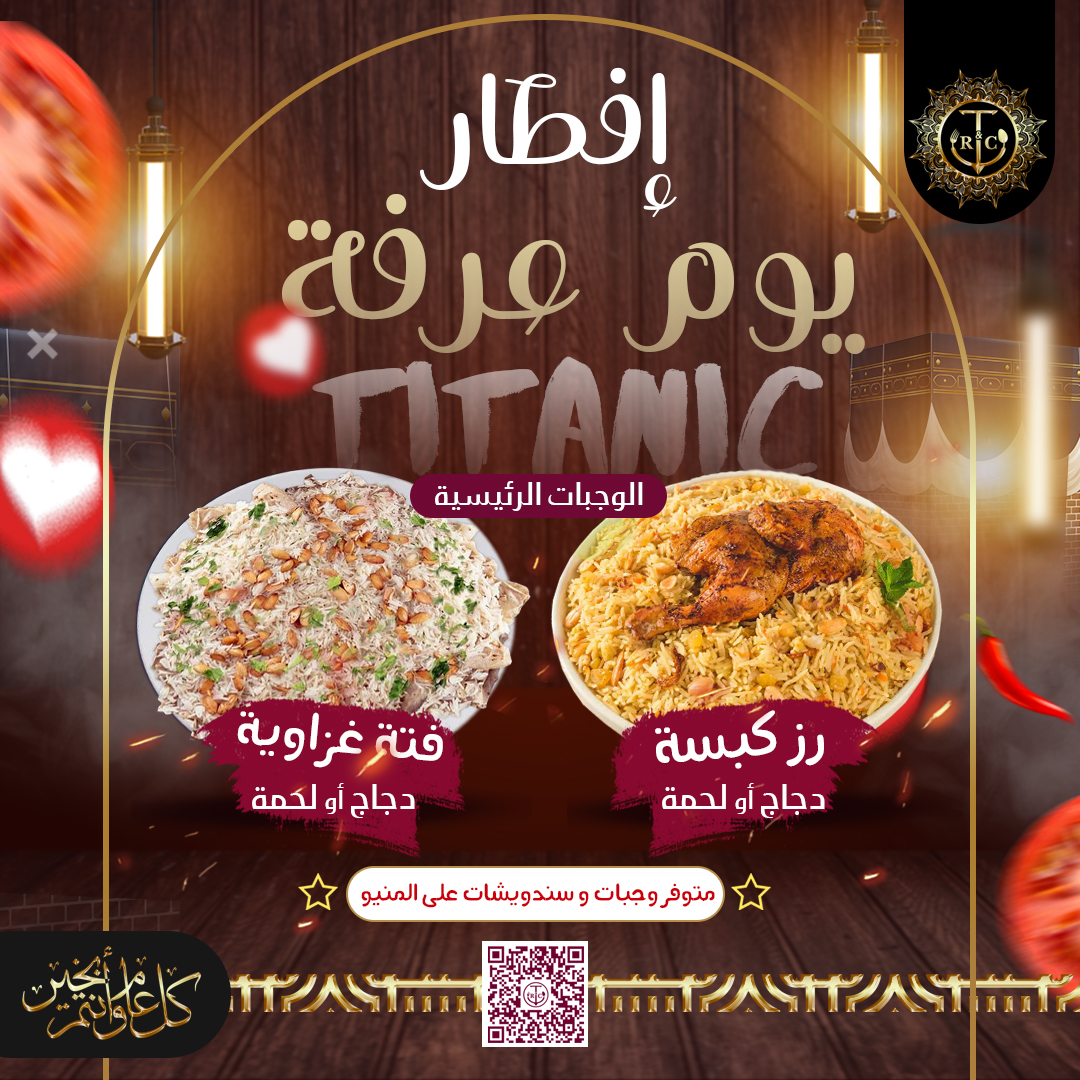 إفطار
يوم عرفة
TITANIC
الوجبات الرئيسية
رز كبسة
دجاج أو لحمة
فتة غزاوية
دجاج أو لحمة
متوفر وجبات و سندويشات على المنيو
كل عام وأنتم بخير
T
R & C